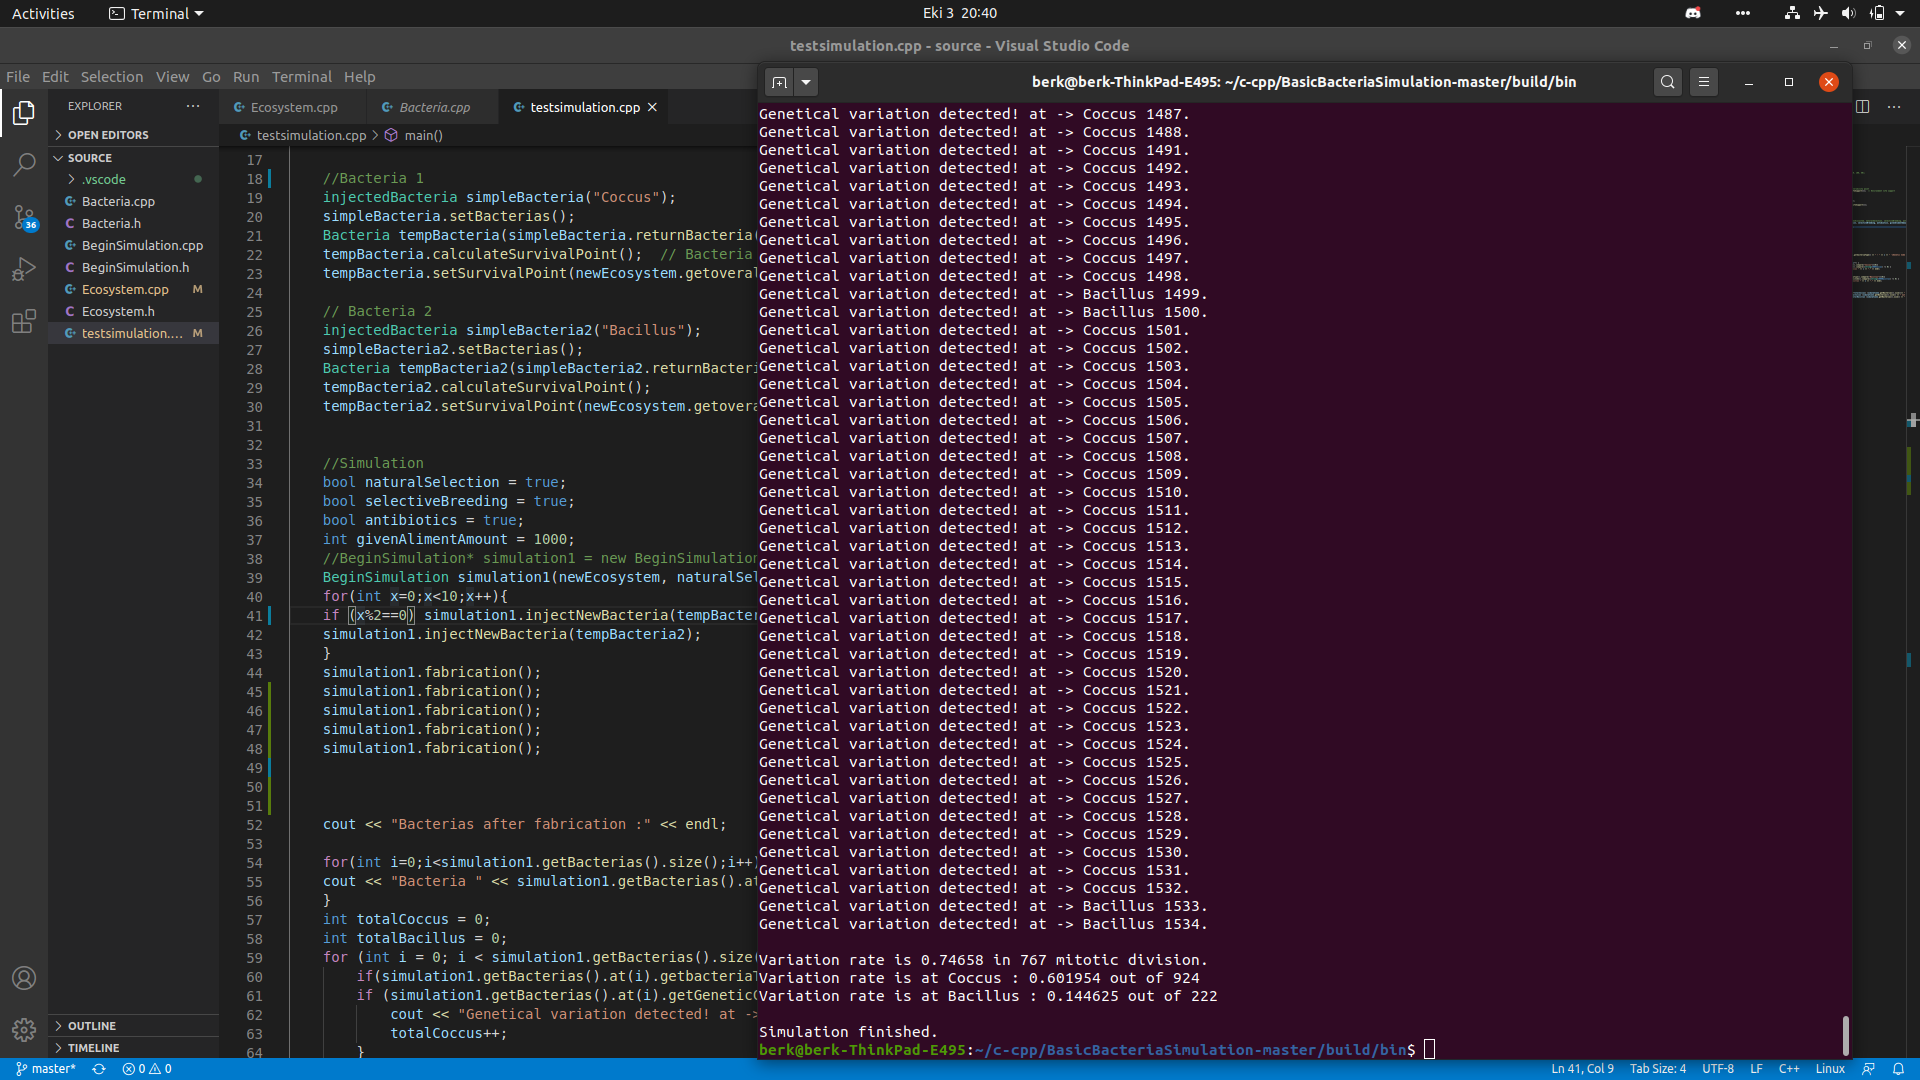 Activities Terminal Eki 3 20:40
testsimulation.cpp - source - Visual Studio Code
File Edit Selection View Go Run Terminal Help
EXPLORER
OPEN EDITORS
SOURCE
.vscode
Bacteria.cpp
Bacteria.h
BeginSimulation.cpp
BeginSimulation.h
Ecosystem.cpp M
Ecosystem.h
testsimulation.... M
OUTLINE
TIMELINE
36
Ecosystem.cpp Bacteria.cpp testsimulation.cpp
testsimulation.cpp > main()
17
18 //Bacteria 1
19 injectedBacteria simpleBacteria("Coccus");
20 simpleBacteria.setBacterias();
21 Bacteria tempBacteria(simpleBacteria.returnBacteria(
22 tempBacteria.calculateSurvivalPoint(); // Bacteria
23 tempBacteria.setSurvivalPoint(newEcosystem.getoveral
24
25 // Bacteria 2
26 injectedBacteria simpleBacteria2("Bacillus");
27 simpleBacteria2.setBacterias();
28 Bacteria tempBacteria2(simpleBacteria2.returnBacteri
29 tempBacteria2.calculateSurvivalPoint();
30 tempBacteria2.setSurvivalPoint(newEcosystem.getovera
31
32
33 //Simulation
34 bool naturalSelection = true;
35 bool selectiveBreeding = true;
36 bool antibiotics = true;
37 int givenAlimentAmount = 1000;
38 //BeginSimulation* simulation1 = new BeginSimulation
39 BeginSimulation simulation1(newEcosystem, naturalSel
40 for(int x=0;x<10;x++){
41 if (x%2==0) simulation1.injectNewBacteria(tempBacter
42 simulation1.injectNewBacteria(tempBacteria2);
43 }
44 simulation1.fabrication();
45 simulation1.fabrication();
46 simulation1.fabrication();
47 simulation1.fabrication();
48 simulation1.fabrication();
49
50
51
52 cout << "Bacterias after fabrication :" << endl;
53
54 for(int i=0;i<simulation1.getBacterias().size();i++)
55 cout << "Bacteria " << simulation1.getBacterias().at
56 }
57 int totalCoccus = 0;
58 int totalBacillus = 0;
59 for (int i = 0; i < simulation1.getBacterias().size(
60 if(simulation1.getBacterias().at(i).getbacteriaT
61 if (simulation1.getBacterias().at(i).getGeneticC
62 cout << "Genetical variation detected! at ->
63 totalCoccus++;
64 }
berk@berk-ThinkPad-E495: ~/c-cpp/BasicBacteriaSimulation-master/build/bin
Genetical variation detected! at -> Coccus 1487.
Genetical variation detected! at -> Coccus 1488.
Genetical variation detected! at -> Coccus 1491.
Genetical variation detected! at -> Coccus 1492.
Genetical variation detected! at -> Coccus 1493.
Genetical variation detected! at -> Coccus 1494.
Genetical variation detected! at -> Coccus 1495.
Genetical variation detected! at -> Coccus 1496.
Genetical variation detected! at -> Coccus 1497.
Genetical variation detected! at -> Coccus 1498.
Genetical variation detected! at -> Bacillus 1499.
Genetical variation detected! at -> Bacillus 1500.
Genetical variation detected! at -> Coccus 1501.
Genetical variation detected! at -> Coccus 1502.
Genetical variation detected! at -> Coccus 1503.
Genetical variation detected! at -> Coccus 1504.
Genetical variation detected! at -> Coccus 1505.
Genetical variation detected! at -> Coccus 1506.
Genetical variation detected! at -> Coccus 1507.
Genetical variation detected! at -> Coccus 1508.
Genetical variation detected! at -> Coccus 1509.
Genetical variation detected! at -> Coccus 1510.
Genetical variation detected! at -> Coccus 1511.
Genetical variation detected! at -> Coccus 1512.
Genetical variation detected! at -> Coccus 1513.
Genetical variation detected! at -> Coccus 1514.
Genetical variation detected! at -> Coccus 1515.
Genetical variation detected! at -> Coccus 1516.
Genetical variation detected! at -> Coccus 1517.
Genetical variation detected! at -> Coccus 1518.
Genetical variation detected! at -> Coccus 1519.
Genetical variation detected! at -> Coccus 1520.
Genetical variation detected! at -> Coccus 1521.
Genetical variation detected! at -> Coccus 1522.
Genetical variation detected! at -> Coccus 1523.
Genetical variation detected! at -> Coccus 1524.
Genetical variation detected! at -> Coccus 1525.
Genetical variation detected! at -> Coccus 1526.
Genetical variation detected! at -> Coccus 1527.
Genetical variation detected! at -> Coccus 1528.
Genetical variation detected! at -> Coccus 1529.
Genetical variation detected! at -> Coccus 1530.
Genetical variation detected! at -> Coccus 1531.
Genetical variation detected! at -> Coccus 1532.
Genetical variation detected! at -> Bacillus 1533.
Genetical variation detected! at -> Bacillus 1534.
Variation rate is 0.74658 in 767 mitotic division.
Variation rate is at Coccus : 0.601954 out of 924
Variation rate is at Bacillus : 0.144625 out of 222
Simulation finished.
berk@berk-ThinkPad-E495:~/c-cpp/BasicBacteriaSimulation-master/build/bin$
master* 0 0 Ln 41, Col 9 Tab Size: 4 UTF-8 LF C++ Linux